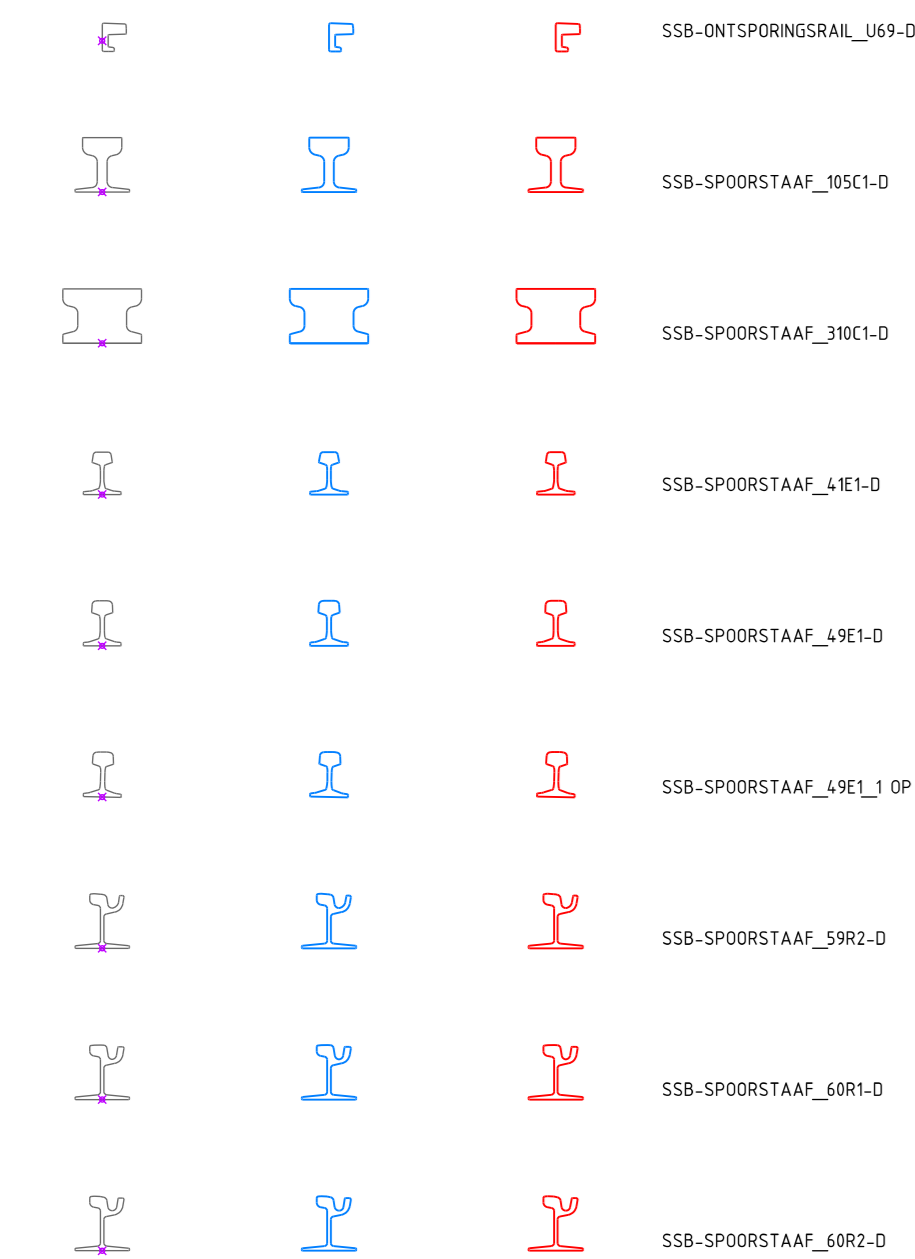 SSB-ONTSPORINGSRAIL_U69-D
SSB-SPOORSTAAF_105C1-D
SSB-SPOORSTAAF_310C1-D
SSB-SPOORSTAAF_41E1-D
SSB-SPOORSTAAF_49E1-D
SSB-SPOORSTAAF_49E1_1 OP
SSB-SPOORSTAAF_59R2-D
SSB-SPOORSTAAF_60R1-D
SSB-SPOORSTAAF_60R2-D